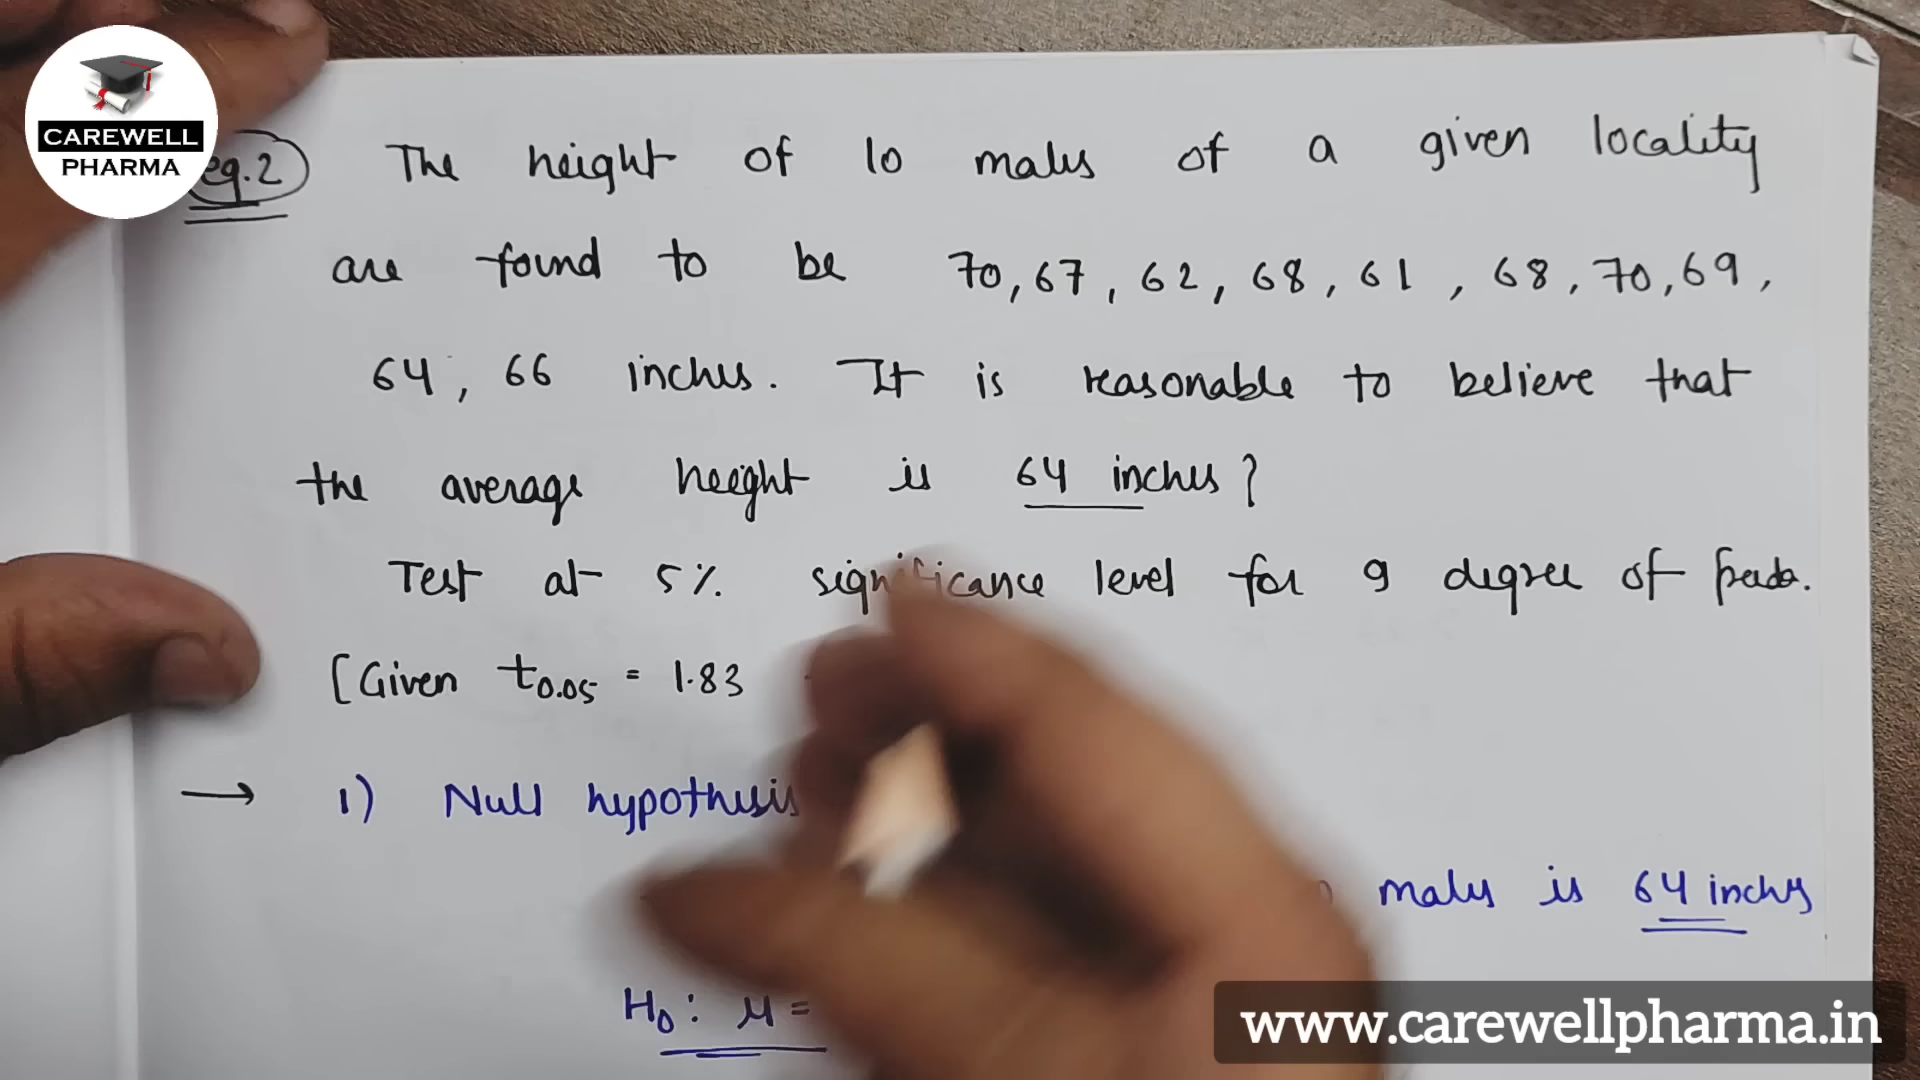 CAREWELL
PHARMA
eg.2 The height of 10 males of a given locality
are found to be 70, 67, 62, 68, 61, 68, 70, 69,
64, 66 inches. It is reasonable to believe that
the average height is 64 inches?
Test at 5% significance level for 9 degree of
[Given t0.05 = 1.83
→ 1) Null hypothesis
males is 64 inches
H0: μ =
www.carewellpharma.in